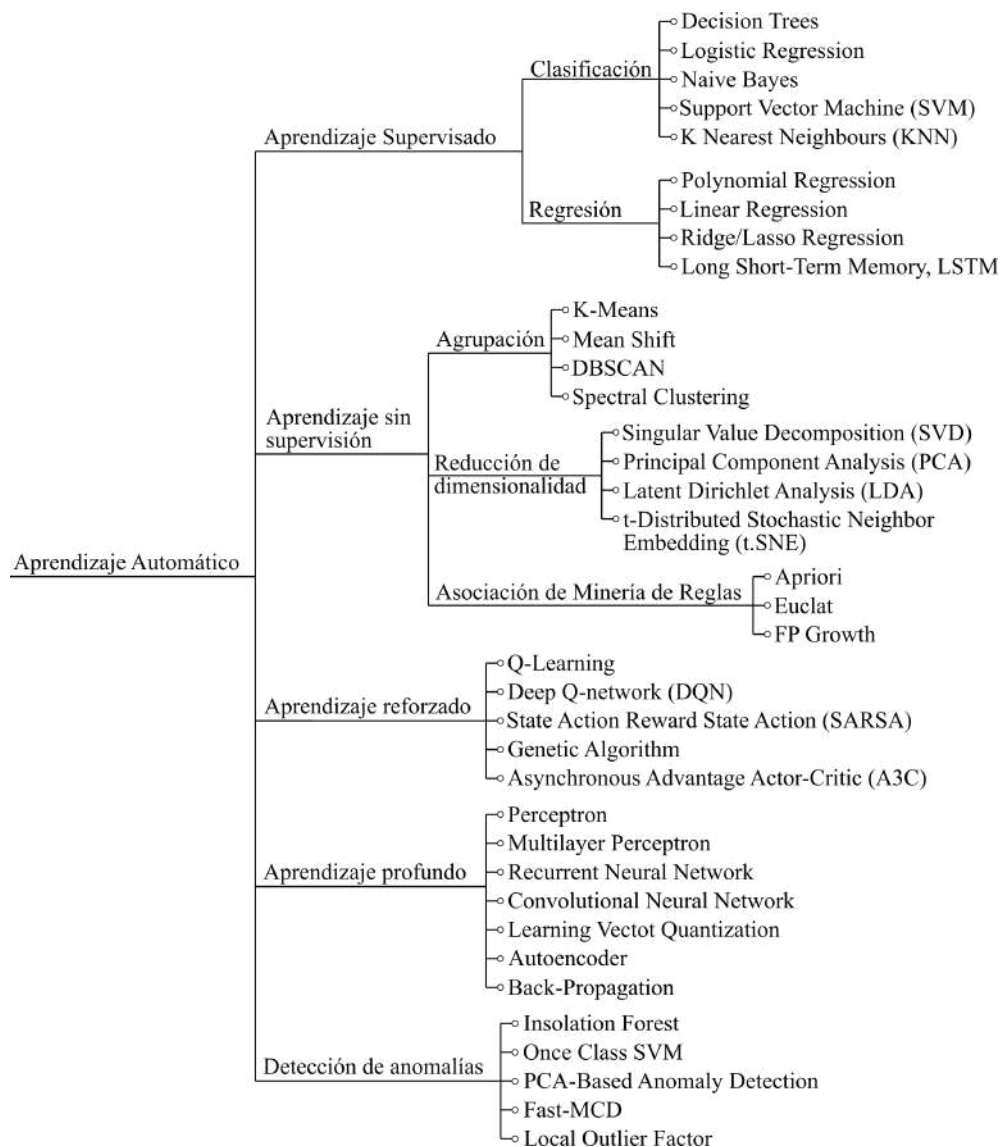 Decision Trees
Logistic Regression
Clasificación
Naive Bayes
Support Vector Machine (SVM)
Aprendizaje Supervisado
K Nearest Neighbours (KNN)
Polynomial Regression
Regresión
Linear Regression
Ridge/Lasso Regression
Long Short-Term Memory, LSTM
K-Means
Agrupación
Mean Shift
DBSCAN
Spectral Clustering
Aprendizaje sin
supervisión
Singular Value Decomposition (SVD)
Reducción de
dimensionalidad
Principal Component Analysis (PCA)
Latent Dirichlet Analysis (LDA)
t-Distributed Stochastic Neighbor
Embedding (t.SNE)
Aprendizaje Automático
Asociación de Minería de Reglas
Apriori
Euclat
FP Growth
Q-Learning
Deep Q-network (DQN)
Aprendizaje reforzado
State Action Reward State Action (SARSA)
Genetic Algorithm
Asynchronous Advantage Actor-Critic (A3C)
Perceptron
Multilayer Perceptron
Aprendizaje profundo
Recurrent Neural Network
Convolutional Neural Network
Learning Vectot Quantization
Autoencoder
Back-Propagation
Insolation Forest
Once Class SVM
Detección de anomalías
PCA-Based Anomaly Detection
Fast-MCD
Local Outlier Factor